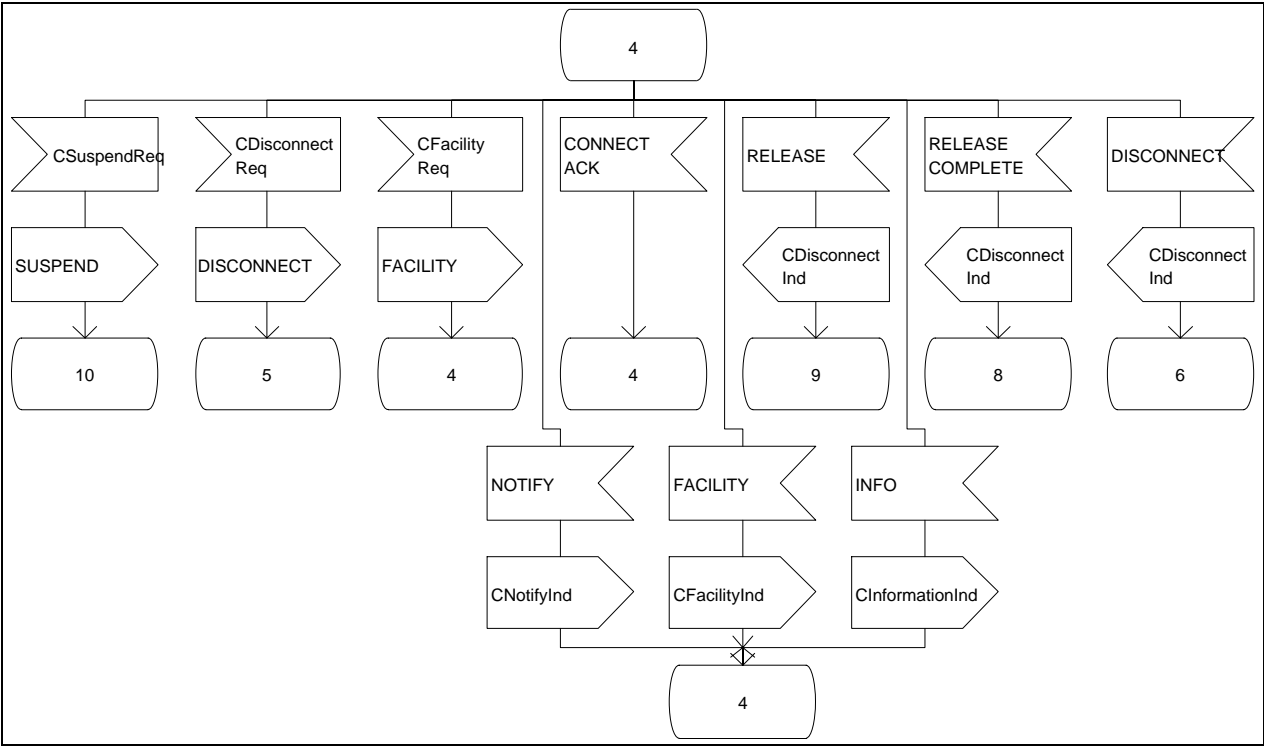 4
CSuspendReq
CDisconnect
Req
CFacility
Req
CONNECT
ACK
RELEASE
RELEASE
COMPLETE
DISCONNECT
SUSPEND
DISCONNECT
FACILITY
CDisconnect
Ind
CDisconnect
Ind
CDisconnect
Ind
10
5
4
4
9
8
6
NOTIFY
FACILITY
INFO
CNotifyInd
CFacilityInd
CInformationInd
4